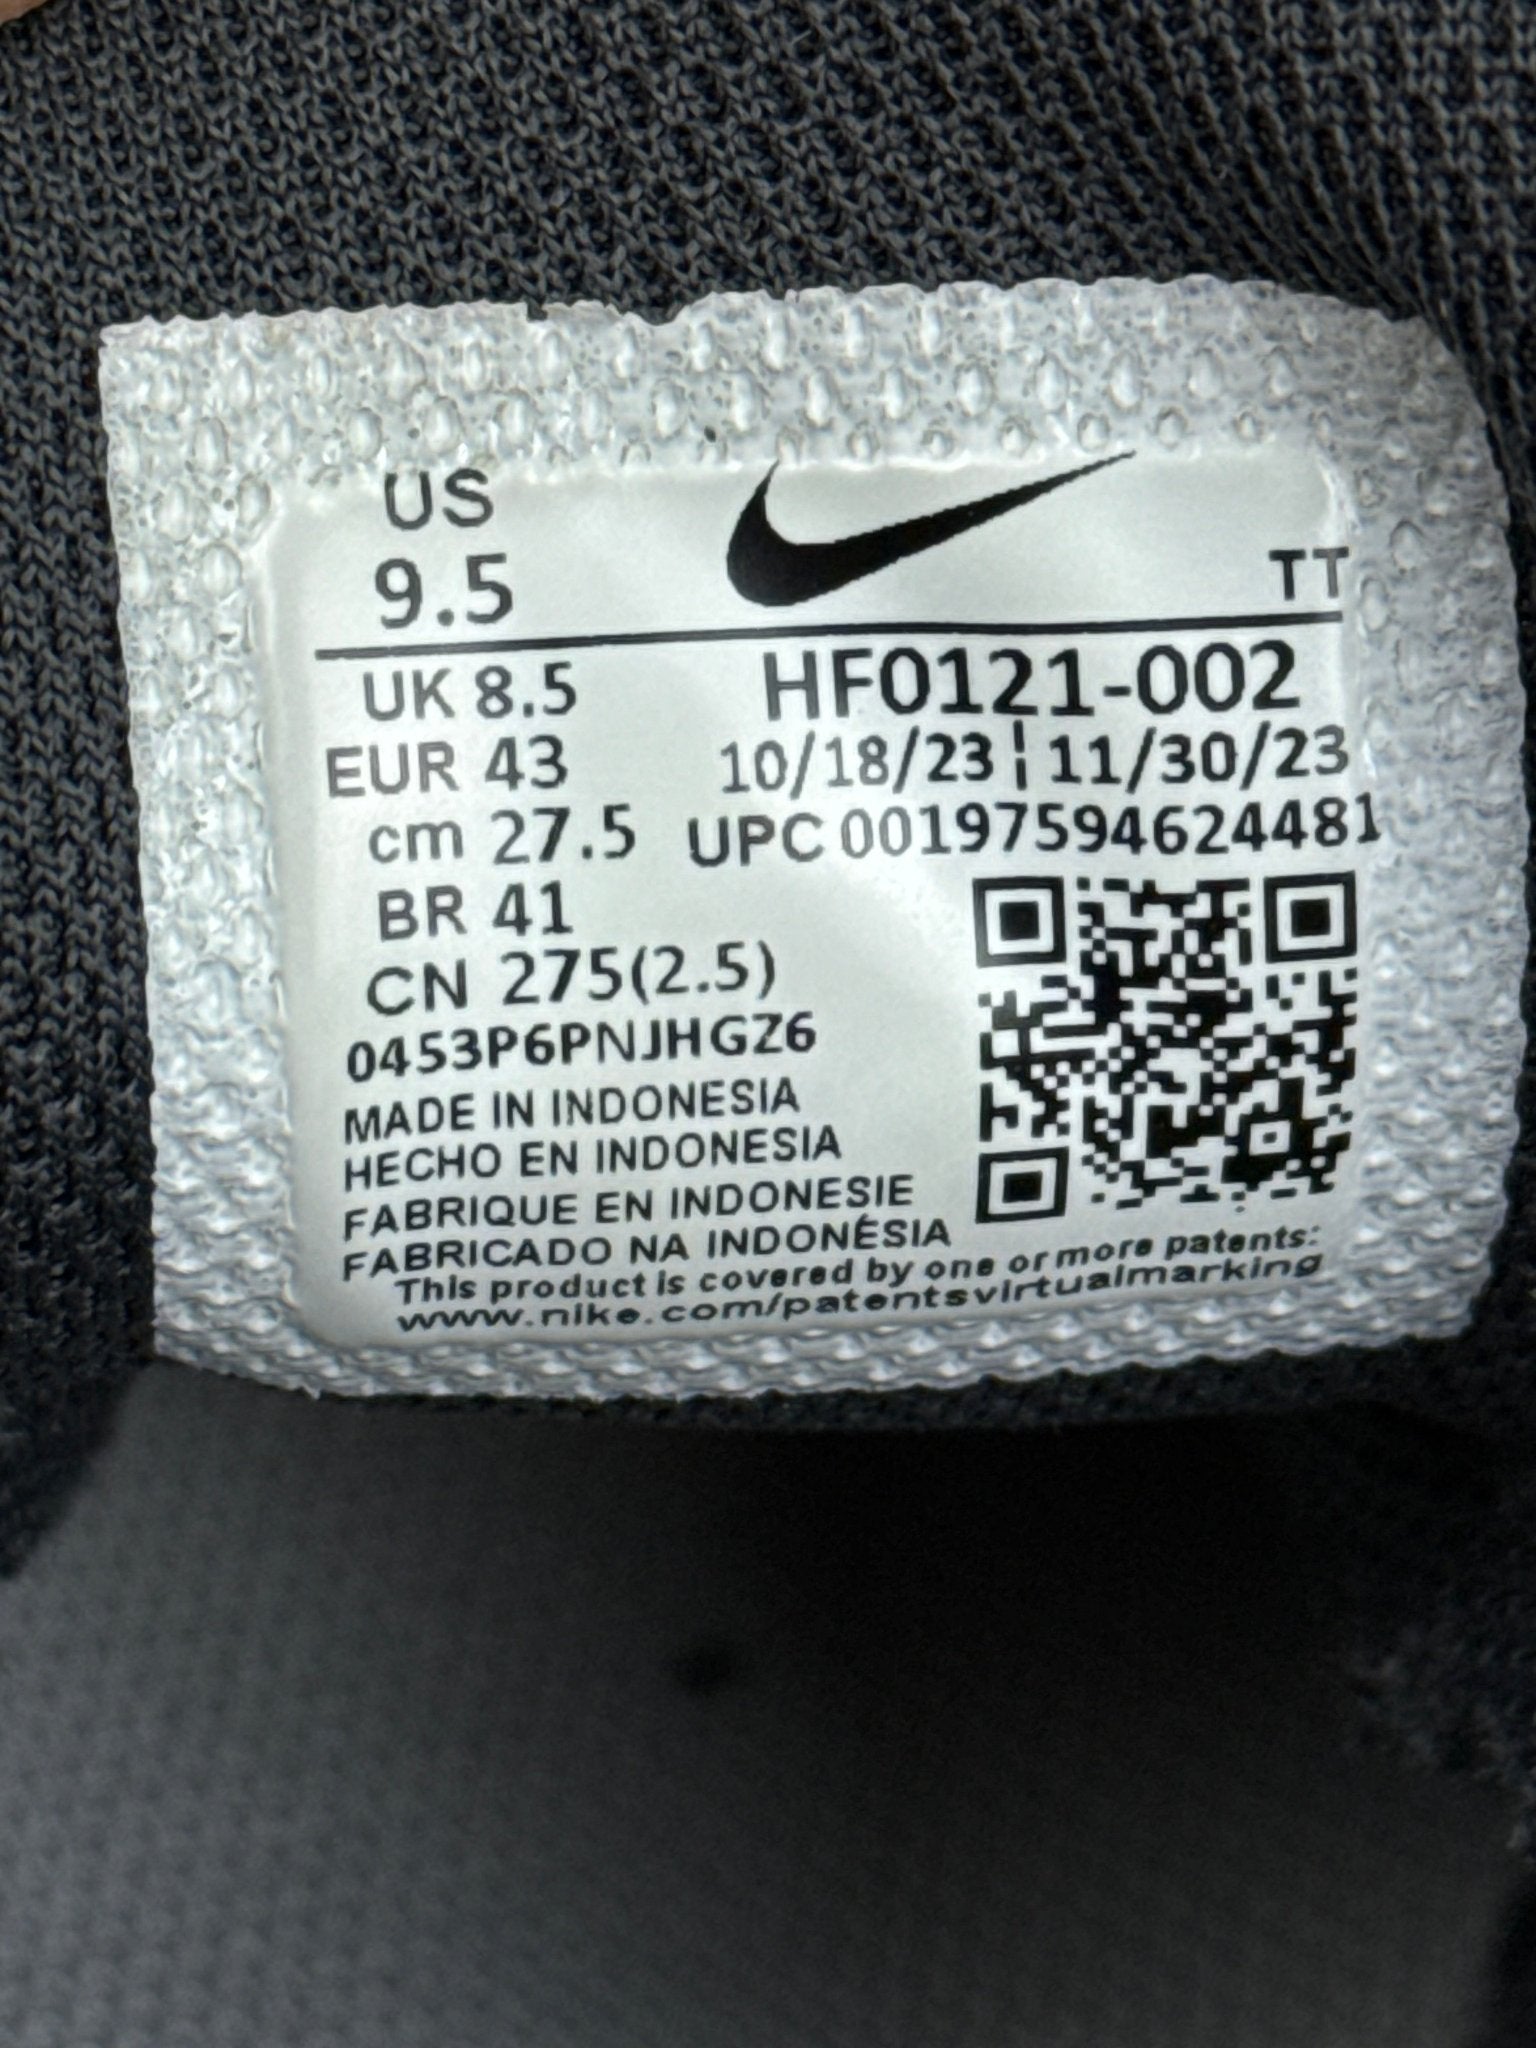 US
9.5
TT
UK 8.5
HF0121-002
EUR 43
10/18/23 ¦ 11/30/23
cm 27.5
UPC 00197594624481
BR 41
CN 275(2.5)
0453P6PNJHGZ6
MADE IN INDONESIA
HECHO EN INDONESIA
FABRIQUE EN INDONESIE
FABRICADO NA INDONÉSIA
This product is covered by one or more patents:
www.nike.com/patentsvirtualmarking